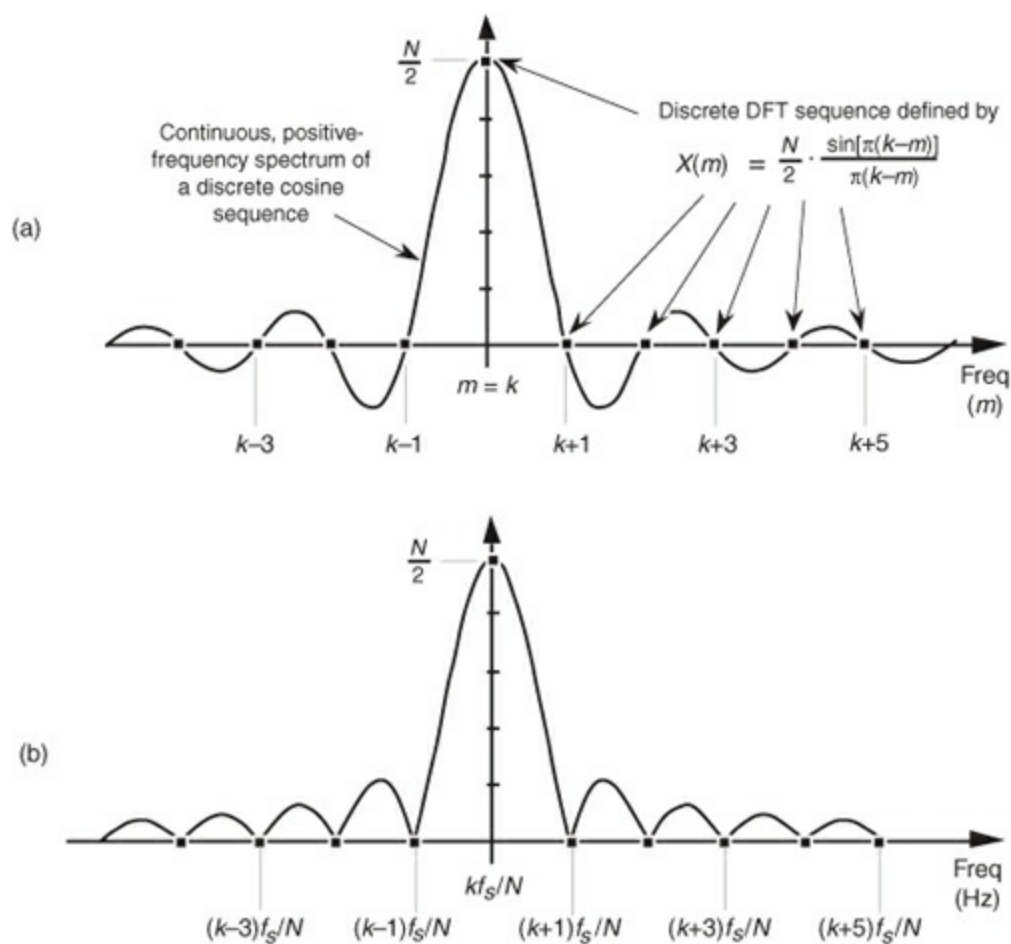 (a)
N
2
Continuous, positive-
frequency spectrum of
a discrete cosine
sequence
Discrete DFT sequence defined by
X(m) = N/2 · sin[π(k–m)]/π(k–m)
m = k
Freq
(m)
k–3
k–1
k+1
k+3
k+5
(b)
N
2
Freq
(Hz)
kfs/N
(k–3)fs/N
(k–1)fs/N
(k+1)fs/N
(k+3)fs/N
(k+5)fs/N